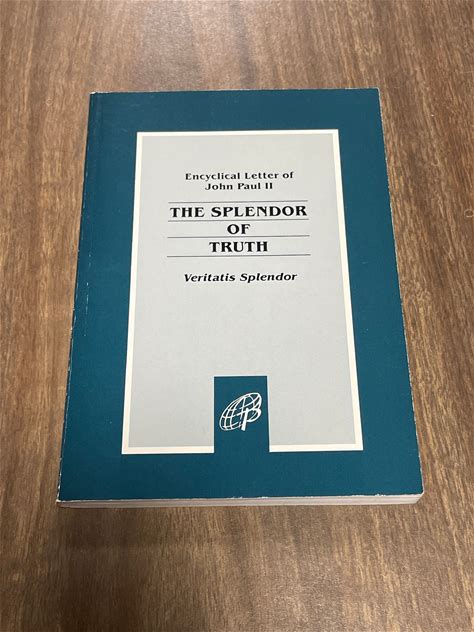 Encyclical Letter of
John Paul II
THE SPLENDOR
OF
TRUTH
Veritatis Splendor